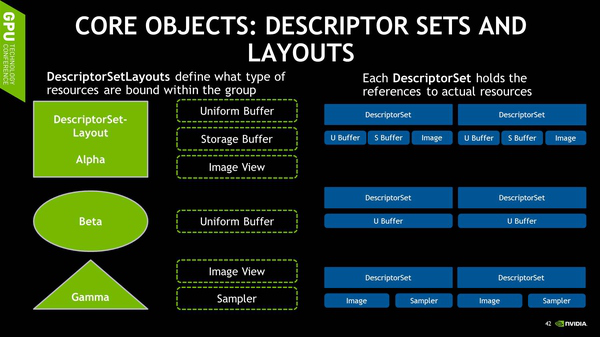 GPU
TECHNOLOGY
CONFERENCE
CORE OBJECTS: DESCRIPTOR SETS AND
LAYOUTS
DescriptorSetLayouts define what type of
resources are bound within the group
DescriptorSet-
Layout
Alpha
Uniform Buffer
Storage Buffer
Image View
Beta
Uniform Buffer
Gamma
Image View
Sampler
Each DescriptorSet holds the
references to actual resources
DescriptorSet DescriptorSet
U Buffer S Buffer Image U Buffer S Buffer Image
DescriptorSet DescriptorSet
U Buffer U Buffer
DescriptorSet DescriptorSet
Image Sampler Image Sampler
42 NVIDIA.